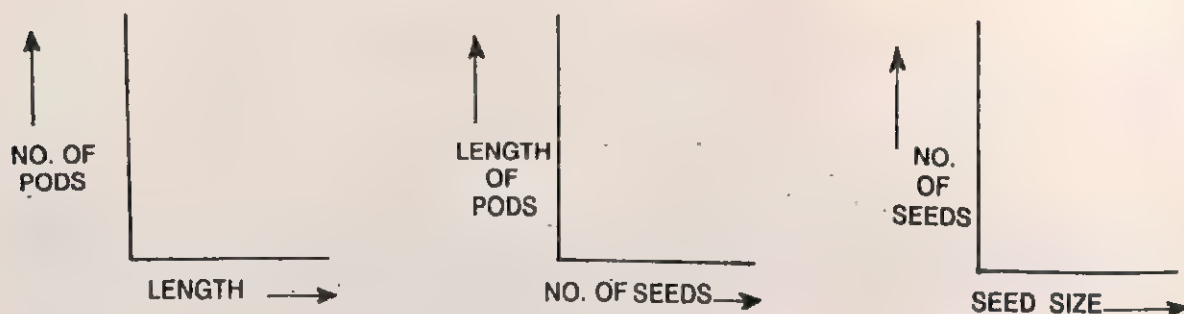 NO. OF
PODS
LENGTH
LENGTH
OF
PODS
NO. OF SEEDS
NO.
OF
SEEDS
SEED SIZE